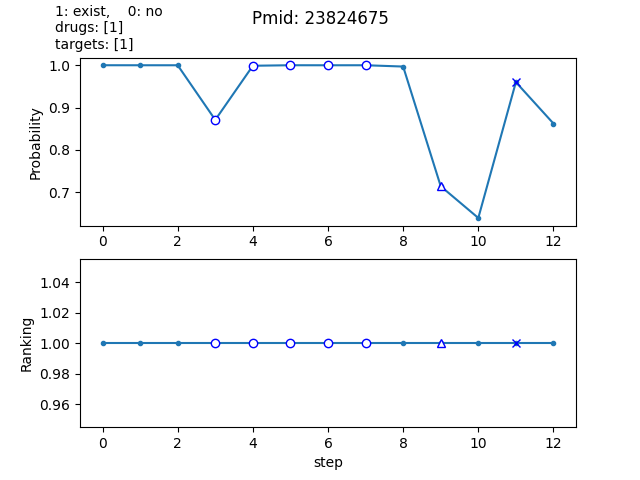 1: exist,    0: no
drugs: [1]
targets: [1]
Pmid: 23824675
Probability
1.0
0.9
0.8
0.7
0 2 4 6 8 10 12
Ranking
1.04
1.02
1.00
0.98
0.96
0 2 4 6 8 10 12
step